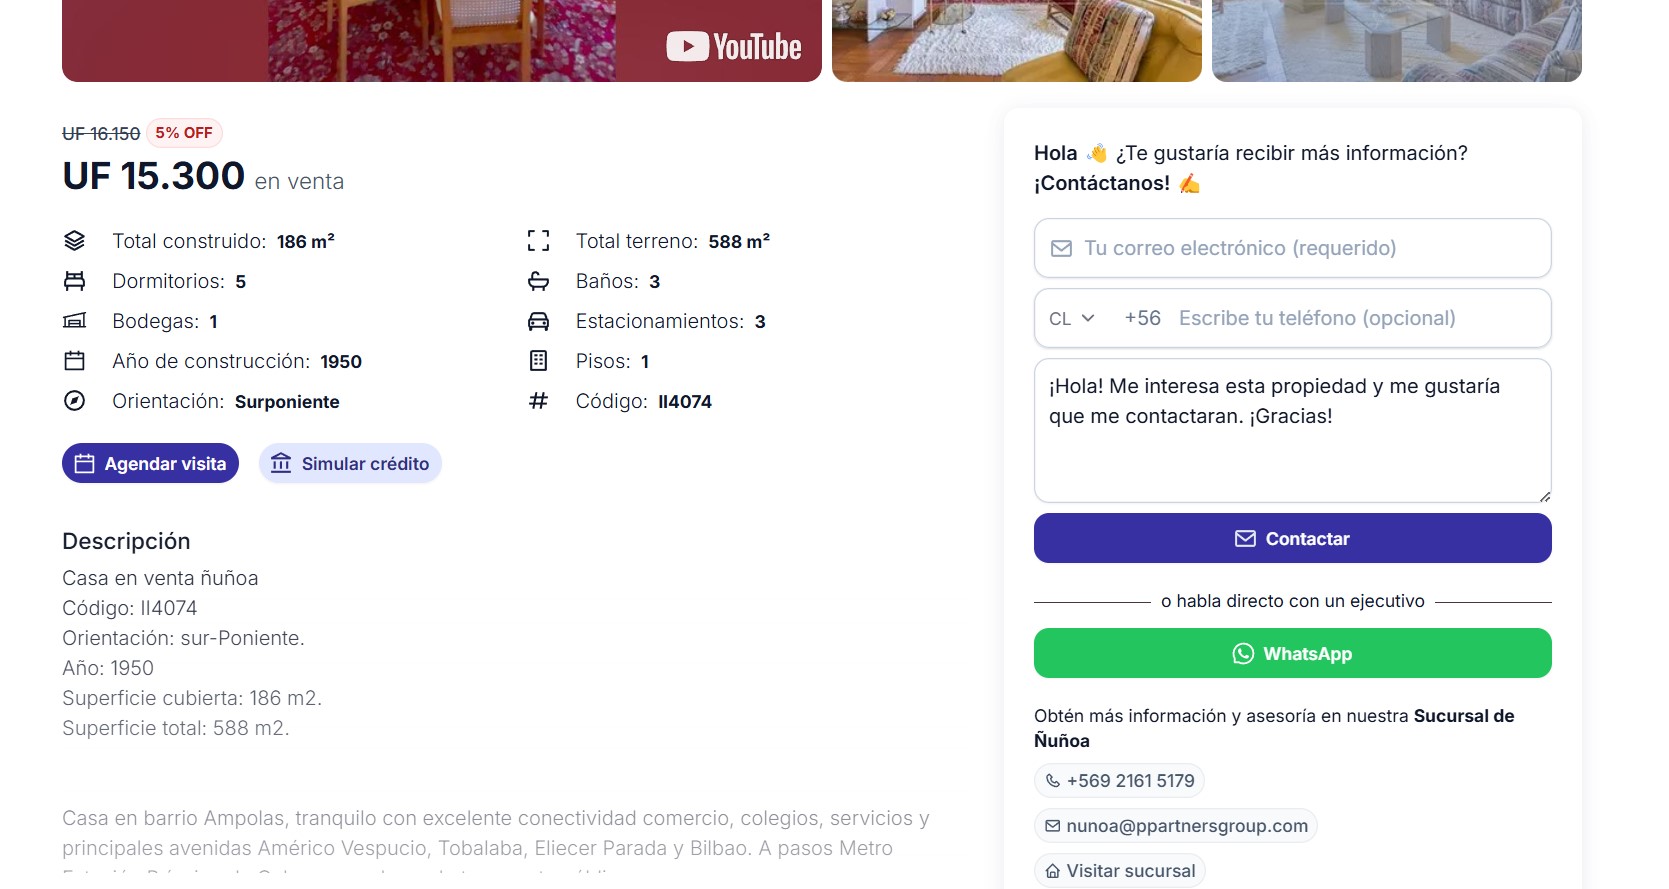 YouTube
UF 16.150 5% OFF
UF 15.300 en venta
Total construido: 186 m²
Total terreno: 588 m²
Dormitorios: 5
Baños: 3
Bodegas: 1
Estacionamientos: 3
Año de construcción: 1950
Pisos: 1
Orientación: Surponiente
Código: II4074
Agendar visita
Simular crédito
Descripción
Casa en venta ñuñoa
Código: II4074
Orientación: sur-Poniente.
Año: 1950
Superficie cubierta: 186 m2.
Superficie total: 588 m2.
Casa en barrio Ampolas, tranquilo con excelente conectividad comercio, colegios, servicios y
principales avenidas Américo Vespucio, Tobalaba, Eliecer Parada y Bilbao. A pasos Metro
Hola 👋 ¿Te gustaría recibir más información?
¡Contáctanos! ✍️
Tu correo electrónico (requerido)
CL +56 Escribe tu teléfono (opcional)
¡Hola! Me interesa esta propiedad y me gustaría
que me contactaran. ¡Gracias!
Contactar
o habla directo con un ejecutivo
WhatsApp
Obtén más información y asesoría en nuestra Sucursal de
Ñuñoa
+569 2161 5179
nunoa@ppartnersgroup.com
Visitar sucursal